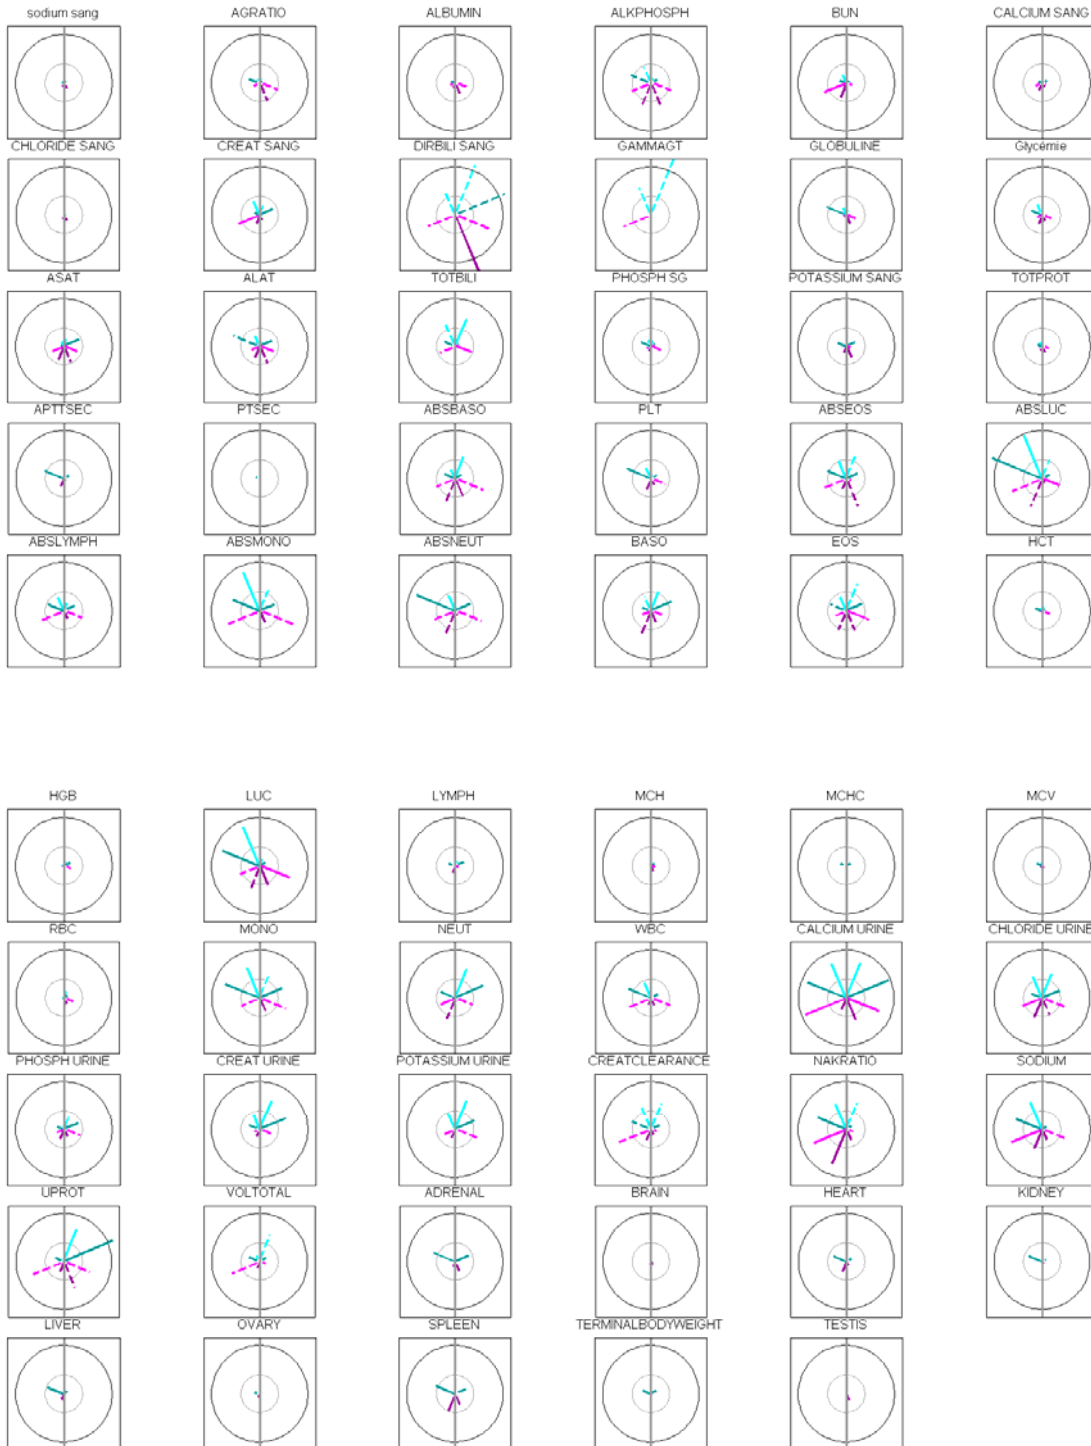 sodium sang AGRATIO ALBUMIN ALKPHOSPH BUN CALCIUM SANG
CHLORIDE SANG CREAT SANG DIRBILI SANG GAMMAGT GLOBULINE Glycémie
ASAT ALAT TOTBILI PHOSPH SG POTASSIUM SANG TOTPROT
APTTSEC PTSEC ABSBASO PLT ABSEOS ABSLUC
ABSLYMPH ABSMONO ABSNEUT BASO EOS HCT
HGB LUC LYMPH MCH MCHC MCV
RBC MONO NEUT WBC CALCIUM URINE CHLORIDE URINE
PHOSPH URINE CREAT URINE POTASSIUM URINE CREATCLEARANCE NAKRATIO SODIUM
UPROT VOLTOTAL ADRENAL BRAIN HEART KIDNEY
LIVER OVARY SPLEEN TERMINALBODYWEIGHT TESTIS